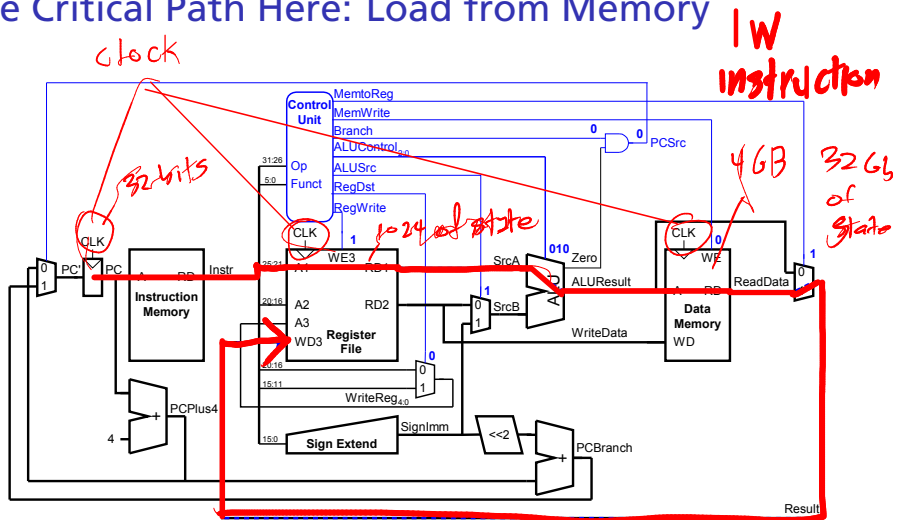 e Critical Path Here: Load from Memory
lW
instruction
clock
32-bits
1024 of state
4GB
32Gb
of
state
MemtoReg
Control
Unit
MemWrite
Branch
ALUControl2:0
ALUSrc
RegDst
RegWrite
31:26
Op
5:0
Funct
0
0
PCSrc
CLK
CLK
CLK
1
WE3
0
WE
010
Zero
1
0
1
PC'
PC
A
RD
Instr
Instruction
Memory
25:21
A1
RD1
SrcA
ALU
ALUResult
A
RD
ReadData
0
1
20:16
A2
RD2
1
0
1
SrcB
Data
Memory
A3
WD3
Register
File
WriteData
WD
0
20:16
0
15:11
1
WriteReg4:0
PCPlus4
4
+
SignImm
15:0
Sign Extend
<<2
+
PCBranch
Result